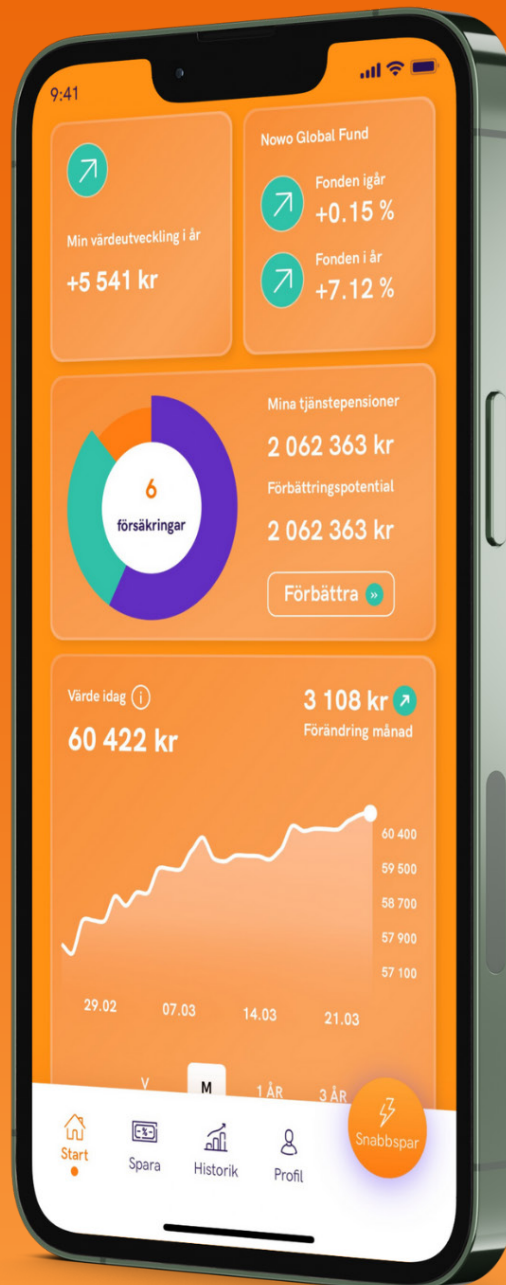 9:41
Min värdeutveckling i år
+5 541 kr
Nowo Global Fund
Fonden igår
+0.15 %
Fonden i år
+7.12 %
6
försäkringar
Mina tjänstepensioner
2 062 363 kr
Förbättringspotential
2 062 363 kr
Förbättra »
Värde idag i
60 422 kr
3 108 kr
Förändring månad
60 400
59 500
58 700
57 900
57 100
29.02 07.03 14.03 21.03
V M 1 ÅR 3 ÅR
Start
Spara
Historik
Profil
Snabbspar